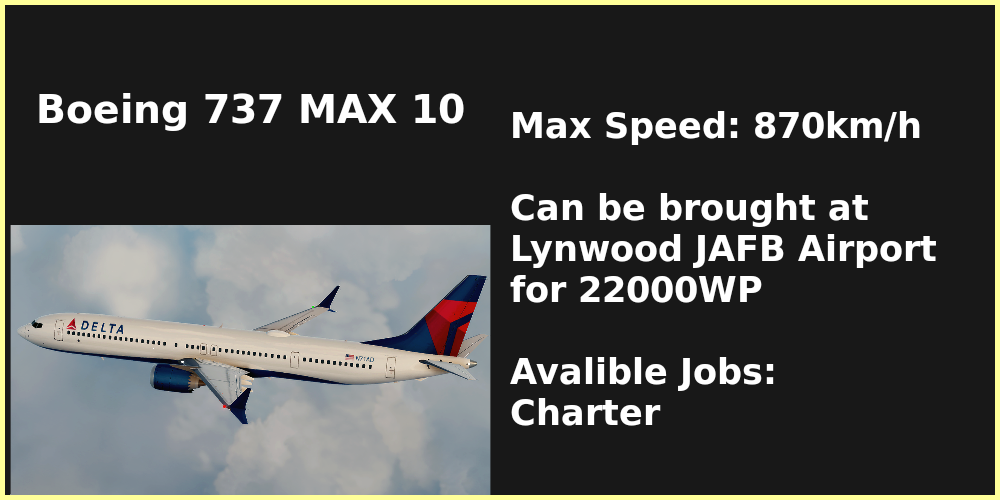 Boeing 737 MAX 10
Max Speed: 870km/h
Can be brought at
Lynwood JAFB Airport
for 22000WP
Avalible Jobs:
Charter
DELTA